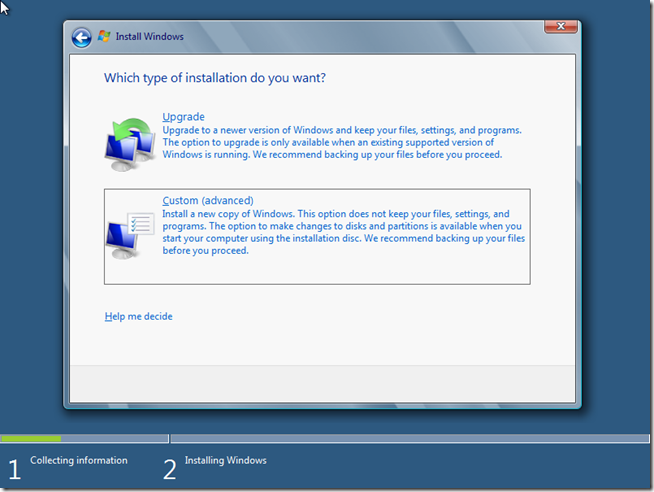 Install Windows
Which type of installation do you want?
Upgrade
Upgrade to a newer version of Windows and keep your files, settings, and programs.
The option to upgrade is only available when an existing supported version of
Windows is running. We recommend backing up your files before you proceed.
Custom (advanced)
Install a new copy of Windows. This option does not keep your files, settings, and
programs. The option to make changes to disks and partitions is available when you
start your computer using the installation disc. We recommend backing up your files
before you proceed.
Help me decide
1 Collecting information 2 Installing Windows